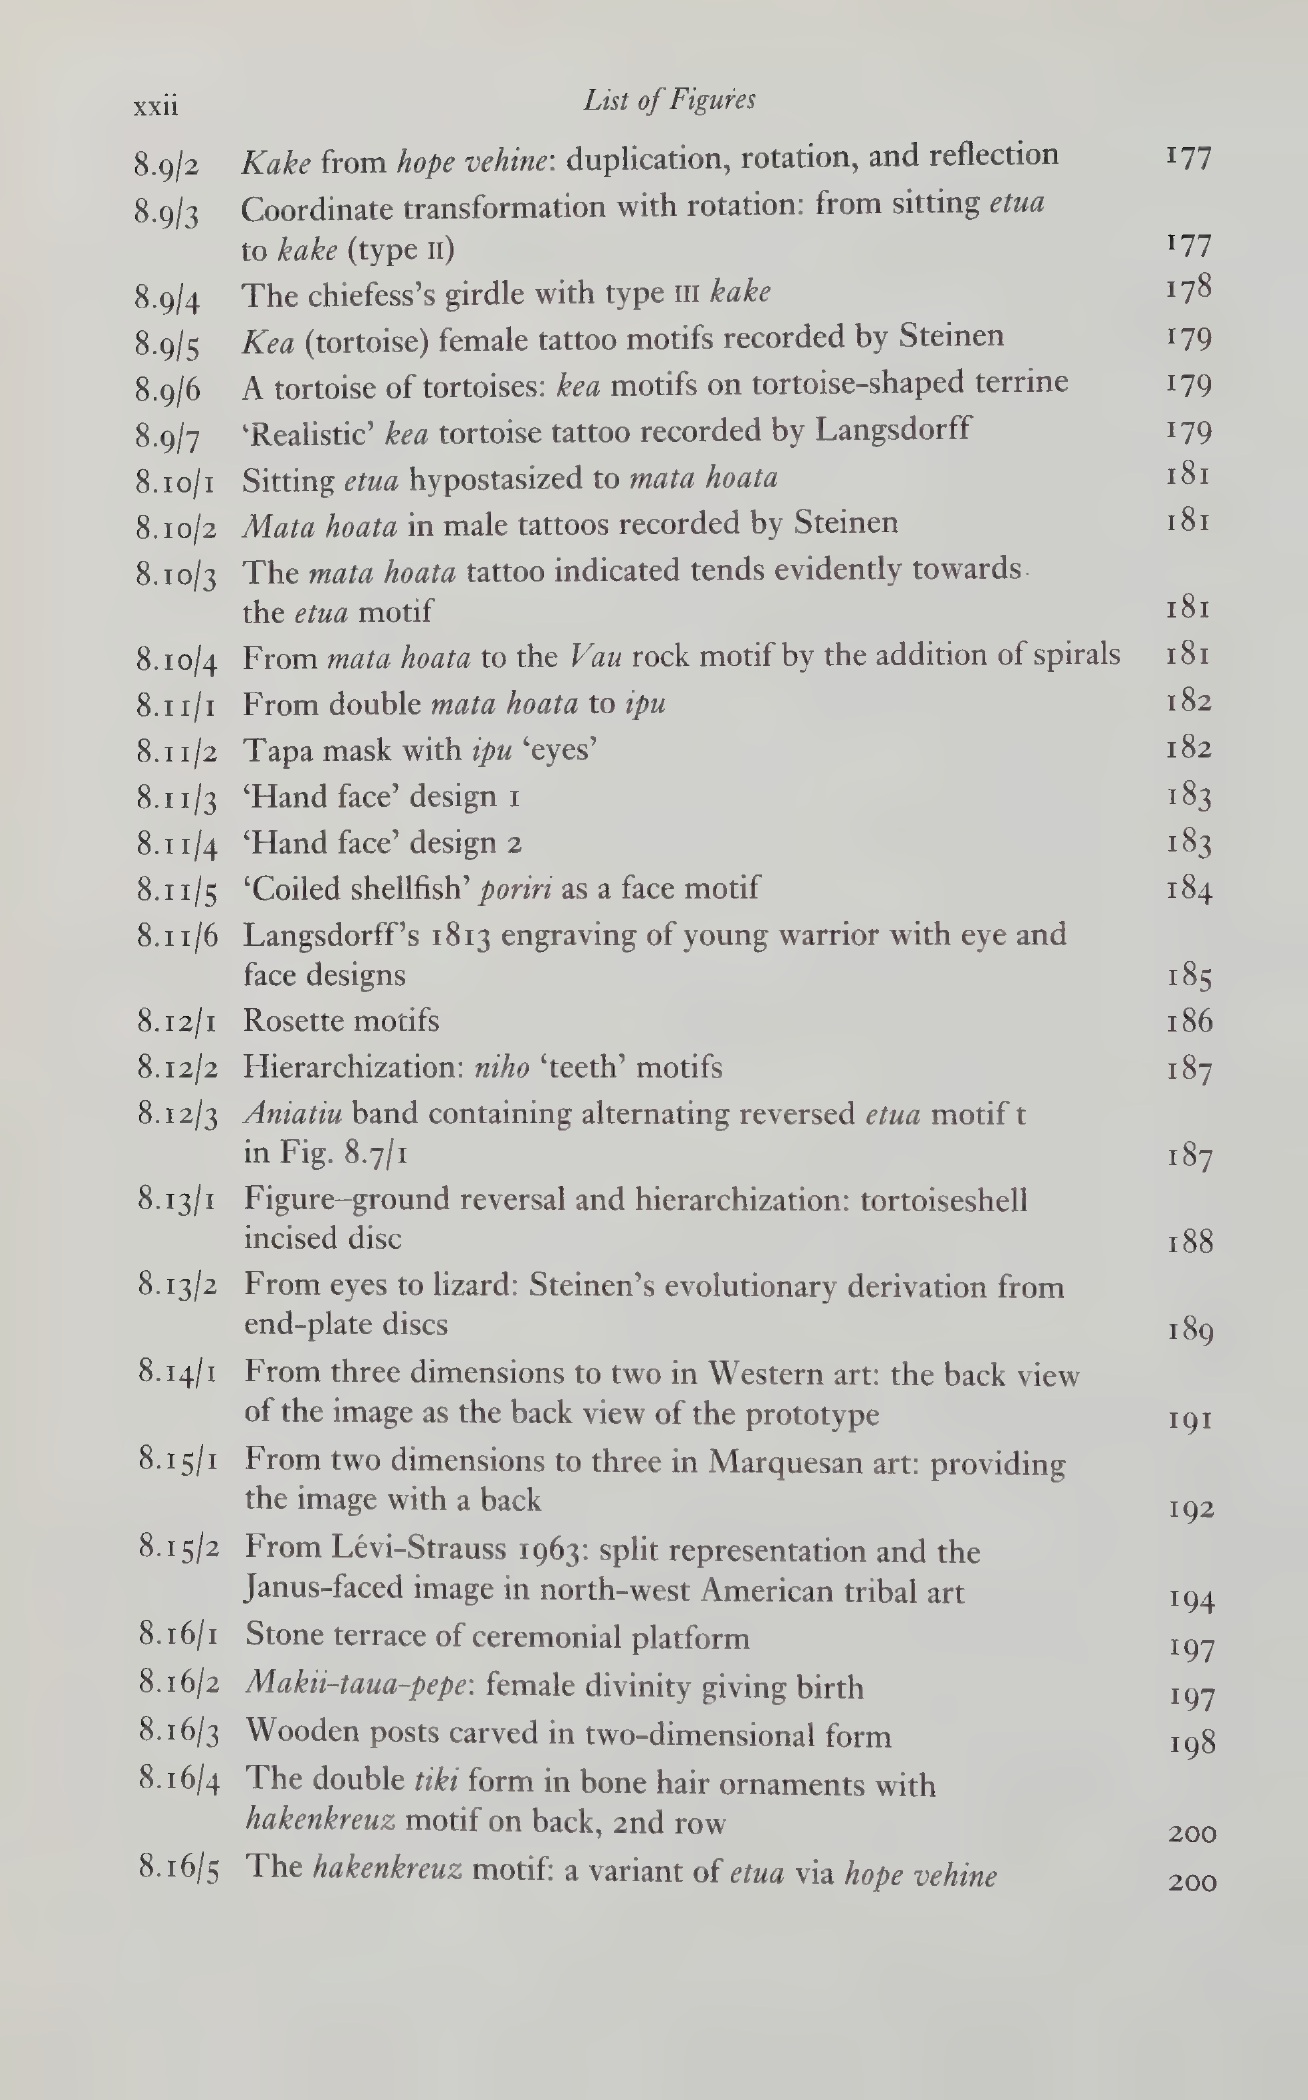 xxii List of Figures
8.9/2 Kake from hope vehine: duplication, rotation, and reflection 177
8.9/3 Coordinate transformation with rotation: from sitting etua
to kake (type II) 177
8.9/4 The chiefess's girdle with type III kake 178
8.9/5 Kea (tortoise) female tattoo motifs recorded by Steinen 179
8.9/6 A tortoise of tortoises: kea motifs on tortoise-shaped terrine 179
8.9/7 ‘Realistic’ kea tortoise tattoo recorded by Langsdorff 179
8.10/1 Sitting etua hypostasized to mata hoata 181
8.10/2 Mata hoata in male tattoos recorded by Steinen 181
8.10/3 The mata hoata tattoo indicated tends evidently towards
the etua motif 181
8.10/4 From mata hoata to the Vau rock motif by the addition of spirals 181
8.11/1 From double mata hoata to ipu 182
8.11/2 Tapa mask with ipu ‘eyes’ 182
8.11/3 ‘Hand face’ design 1 183
8.11/4 ‘Hand face’ design 2 183
8.11/5 ‘Coiled shellfish’ poriri as a face motif 184
8.11/6 Langsdorff's 1813 engraving of young warrior with eye and
face designs 185
8.12/1 Rosette motifs 186
8.12/2 Hierarchization: niho ‘teeth’ motifs 187
8.12/3 Aniatiu band containing alternating reversed etua motif t
in Fig. 8.7/1 187
8.13/1 Figure–ground reversal and hierarchization: tortoiseshell
incised disc 188
8.13/2 From eyes to lizard: Steinen's evolutionary derivation from
end-plate discs 189
8.14/1 From three dimensions to two in Western art: the back view
of the image as the back view of the prototype 191
8.15/1 From two dimensions to three in Marquesan art: providing
the image with a back 192
8.15/2 From Lévi-Strauss 1963: split representation and the
Janus-faced image in north-west American tribal art 194
8.16/1 Stone terrace of ceremonial platform 197
8.16/2 Makii-taua-pepe: female divinity giving birth 197
8.16/3 Wooden posts carved in two-dimensional form 198
8.16/4 The double tiki form in bone hair ornaments with
hakenkreuz motif on back, 2nd row 200
8.16/5 The hakenkreuz motif: a variant of etua via hope vehine 200